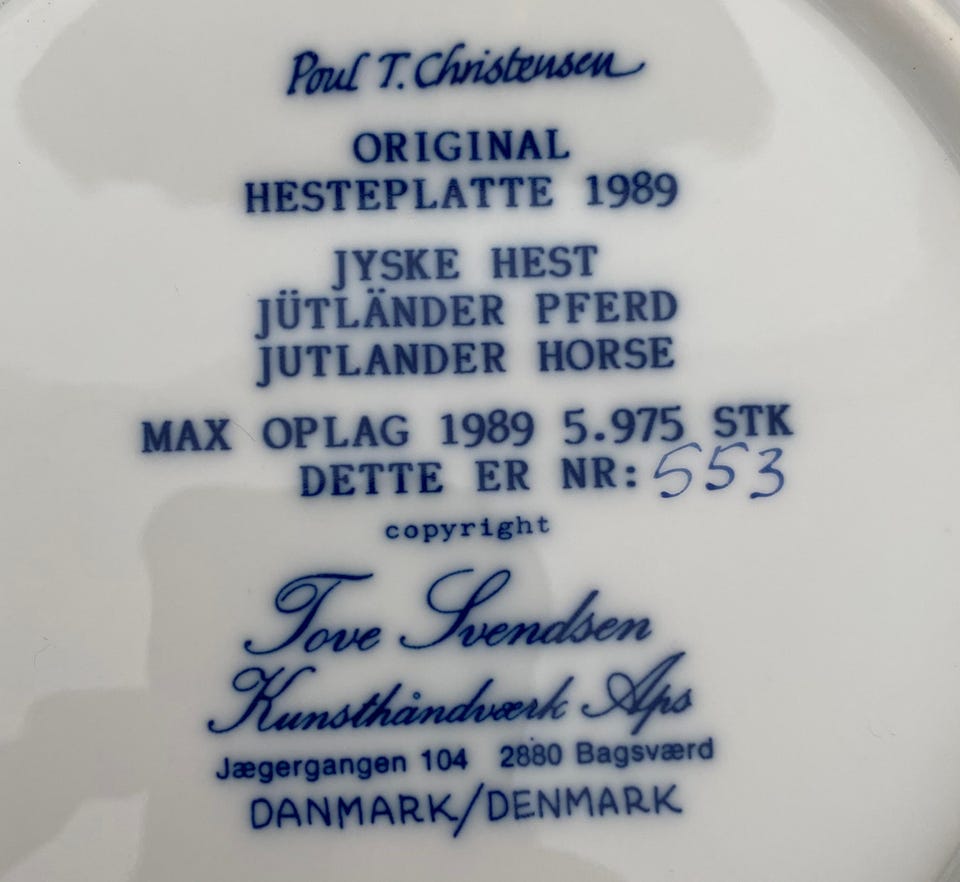 Poul T. Christensen
ORIGINAL
HESTEPLATTE 1989
JYSKE HEST
JÜTLÄNDER PFERD
JUTLANDER HORSE
MAX OPLAG 1989 5.975 STK
DETTE ER NR: 553
copyright
Tove Svendsen
Kunsthåndværk Aps
Jægergangen 104 2880 Bagsværd
DANMARK/DENMARK